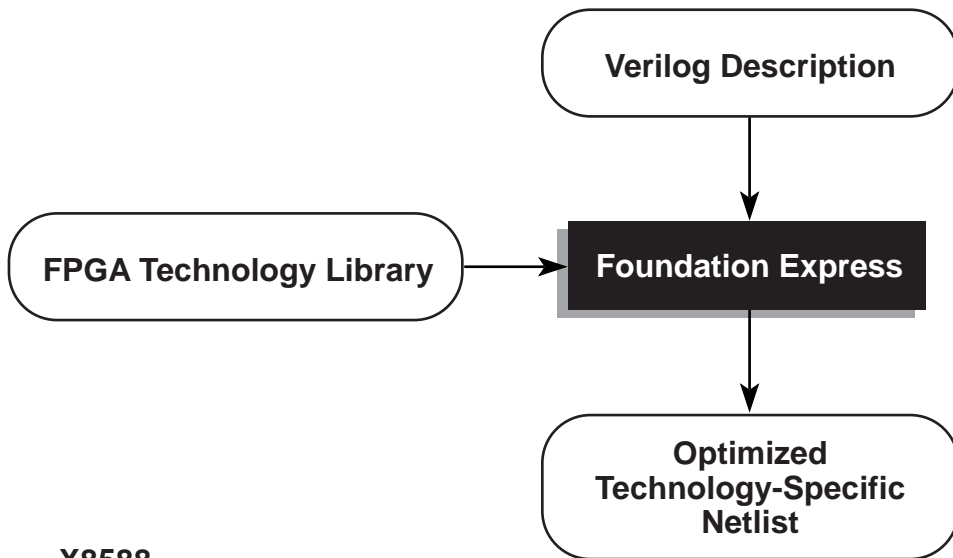 Verilog Description
FPGA Technology Library
Foundation Express
Optimized
Technology-Specific
Netlist
X8588